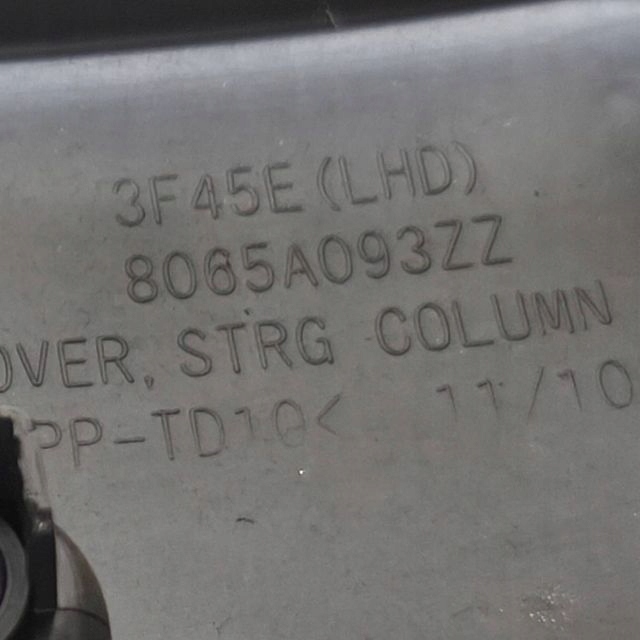 3F45E (LHD)
8065A093ZZ
OVER, STRG COLUMN
PP-TD10< 11/10